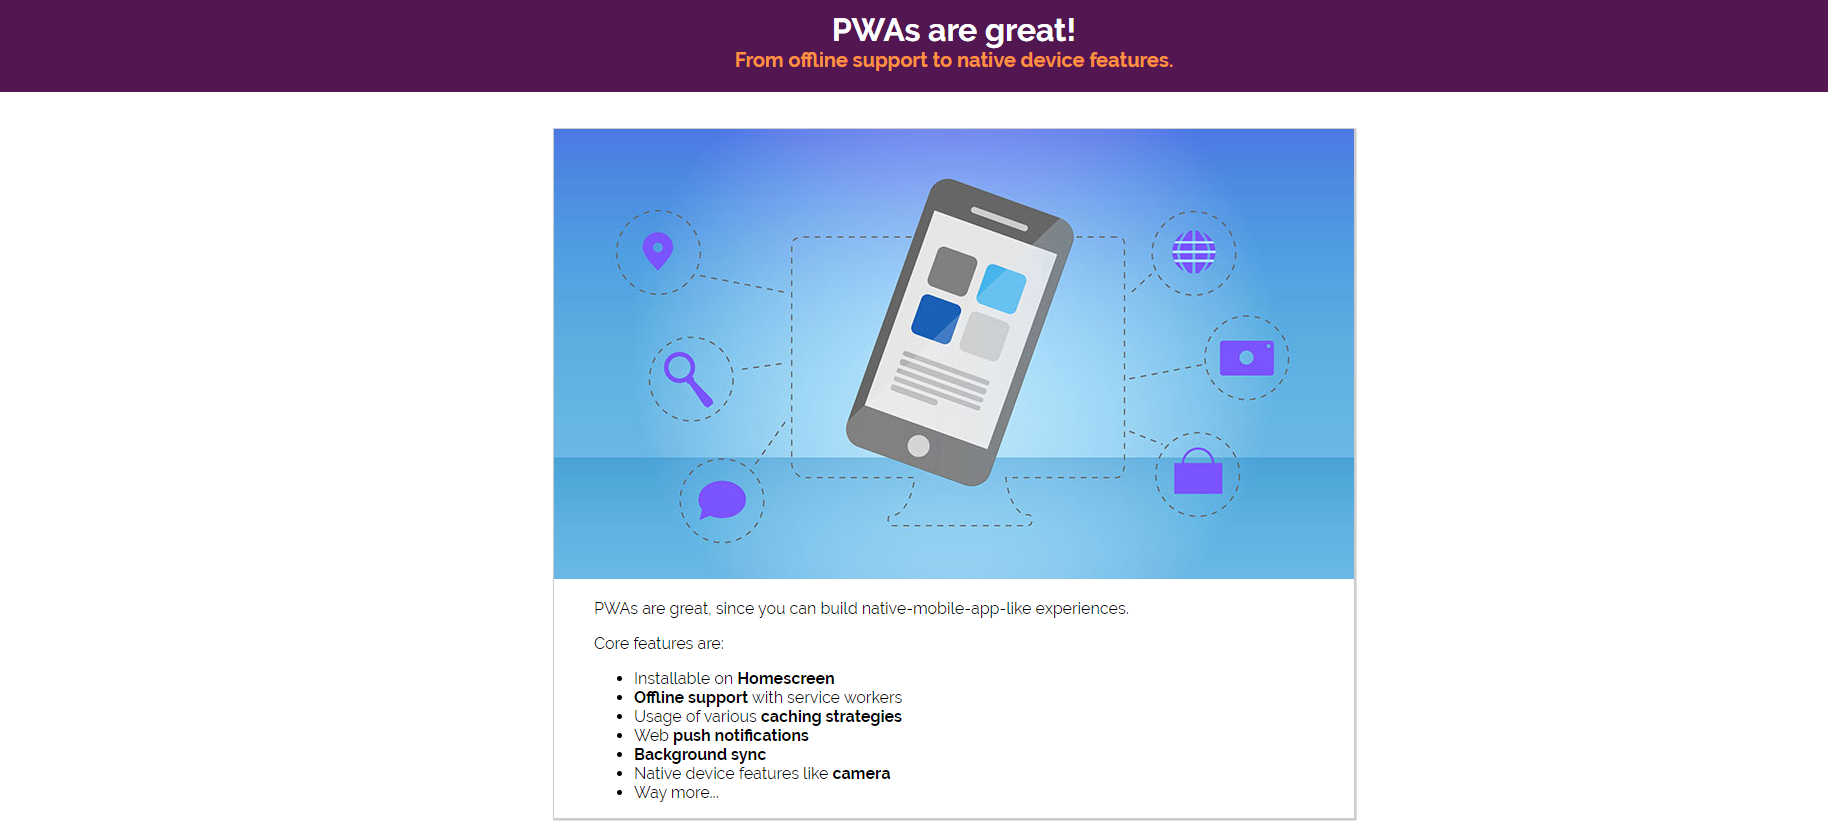 PWAs are great!
From offline support to native device features.
PWAs are great, since you can build native-mobile-app-like experiences.
Core features are:
Installable on Homescreen
Offline support with service workers
Usage of various caching strategies
Web push notifications
Background sync
Native device features like camera
Way more...